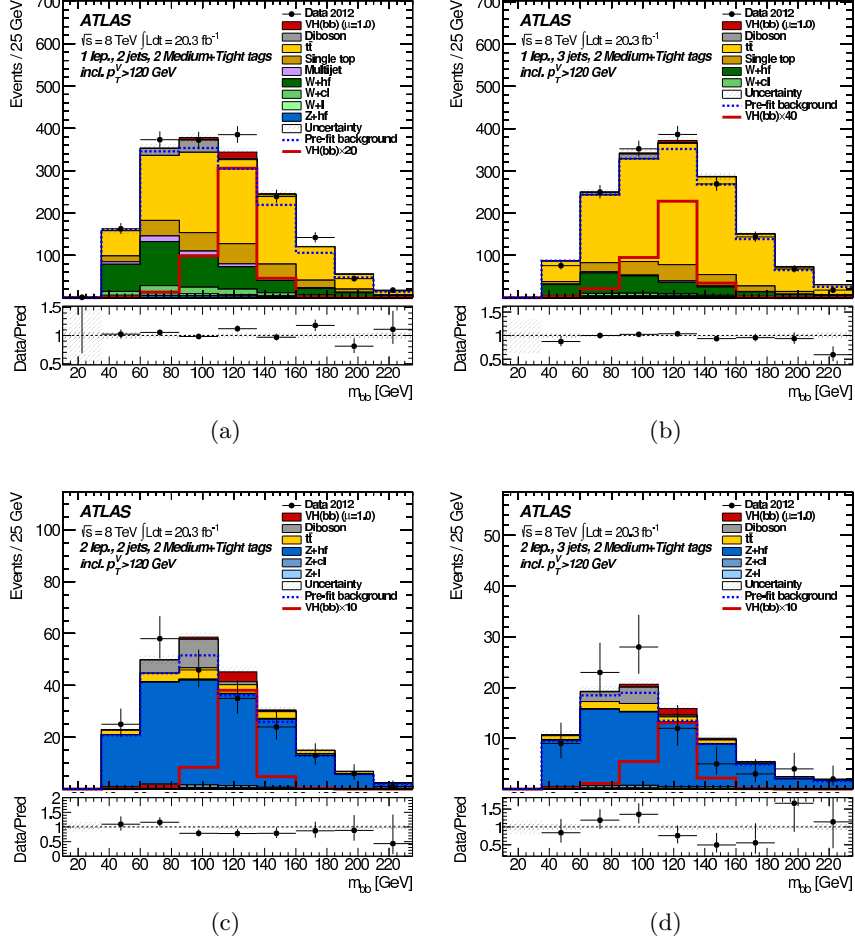 Events / 25 GeV
700
600
500
400
300
200
100
ATLAS
√s = 8 TeV ∫Ldt = 20.3 fb⁻¹
1 lep., 2 jets, 2 Medium+Tight tags
incl. p_T^V>120 GeV
Data 2012
VH(bb) (μ=1.0)
Diboson
tt̄
Single top
Multijet
W+hf
W+cl
W+l
Z+hf
Uncertainty
Pre-fit background
VH(bb)×20
Data/Pred
1.5
1
0.5
20 40 60 80 100 120 140 160 180 200 220
m_bb [GeV]
(a)
Events / 25 GeV
700
600
500
400
300
200
100
ATLAS
√s = 8 TeV ∫Ldt = 20.3 fb⁻¹
1 lep., 3 jets, 2 Medium+Tight tags
incl. p_T^V>120 GeV
Data 2012
VH(bb) (μ=1.0)
Diboson
tt̄
Single top
Multijet
W+hf
W+cl
W+l
Z+hf
Uncertainty
Pre-fit background
VH(bb)×40
Data/Pred
1.5
1
0.5
20 40 60 80 100 120 140 160 180 200 220
m_bb [GeV]
(b)
Events / 25 GeV
100
80
60
40
20
ATLAS
√s = 8 TeV ∫Ldt = 20.3 fb⁻¹
2 lep., 2 jets, 2 Medium+Tight tags
incl. p_T^V>120 GeV
Data 2012
VH(bb) (μ=1.0)
Diboson
tt̄
Z+hf
Z+cl
Z+l
Uncertainty
Pre-fit background
VH(bb)×10
Data/Pred
2
1.5
1
0.5
0
20 40 60 80 100 120 140 160 180 200 220
m_bb [GeV]
(c)
Events / 25 GeV
50
40
30
20
10
ATLAS
√s = 8 TeV ∫Ldt = 20.3 fb⁻¹
2 lep., 3 jets, 2 Medium+Tight tags
incl. p_T^V>120 GeV
Data 2012
VH(bb) (μ=1.0)
Diboson
tt̄
Z+hf
Z+cl
Z+l
Uncertainty
Pre-fit background
VH(bb)×10
Data/Pred
1.5
1
0.5
20 40 60 80 100 120 140 160 180 200 220
m_bb [GeV]
(d)